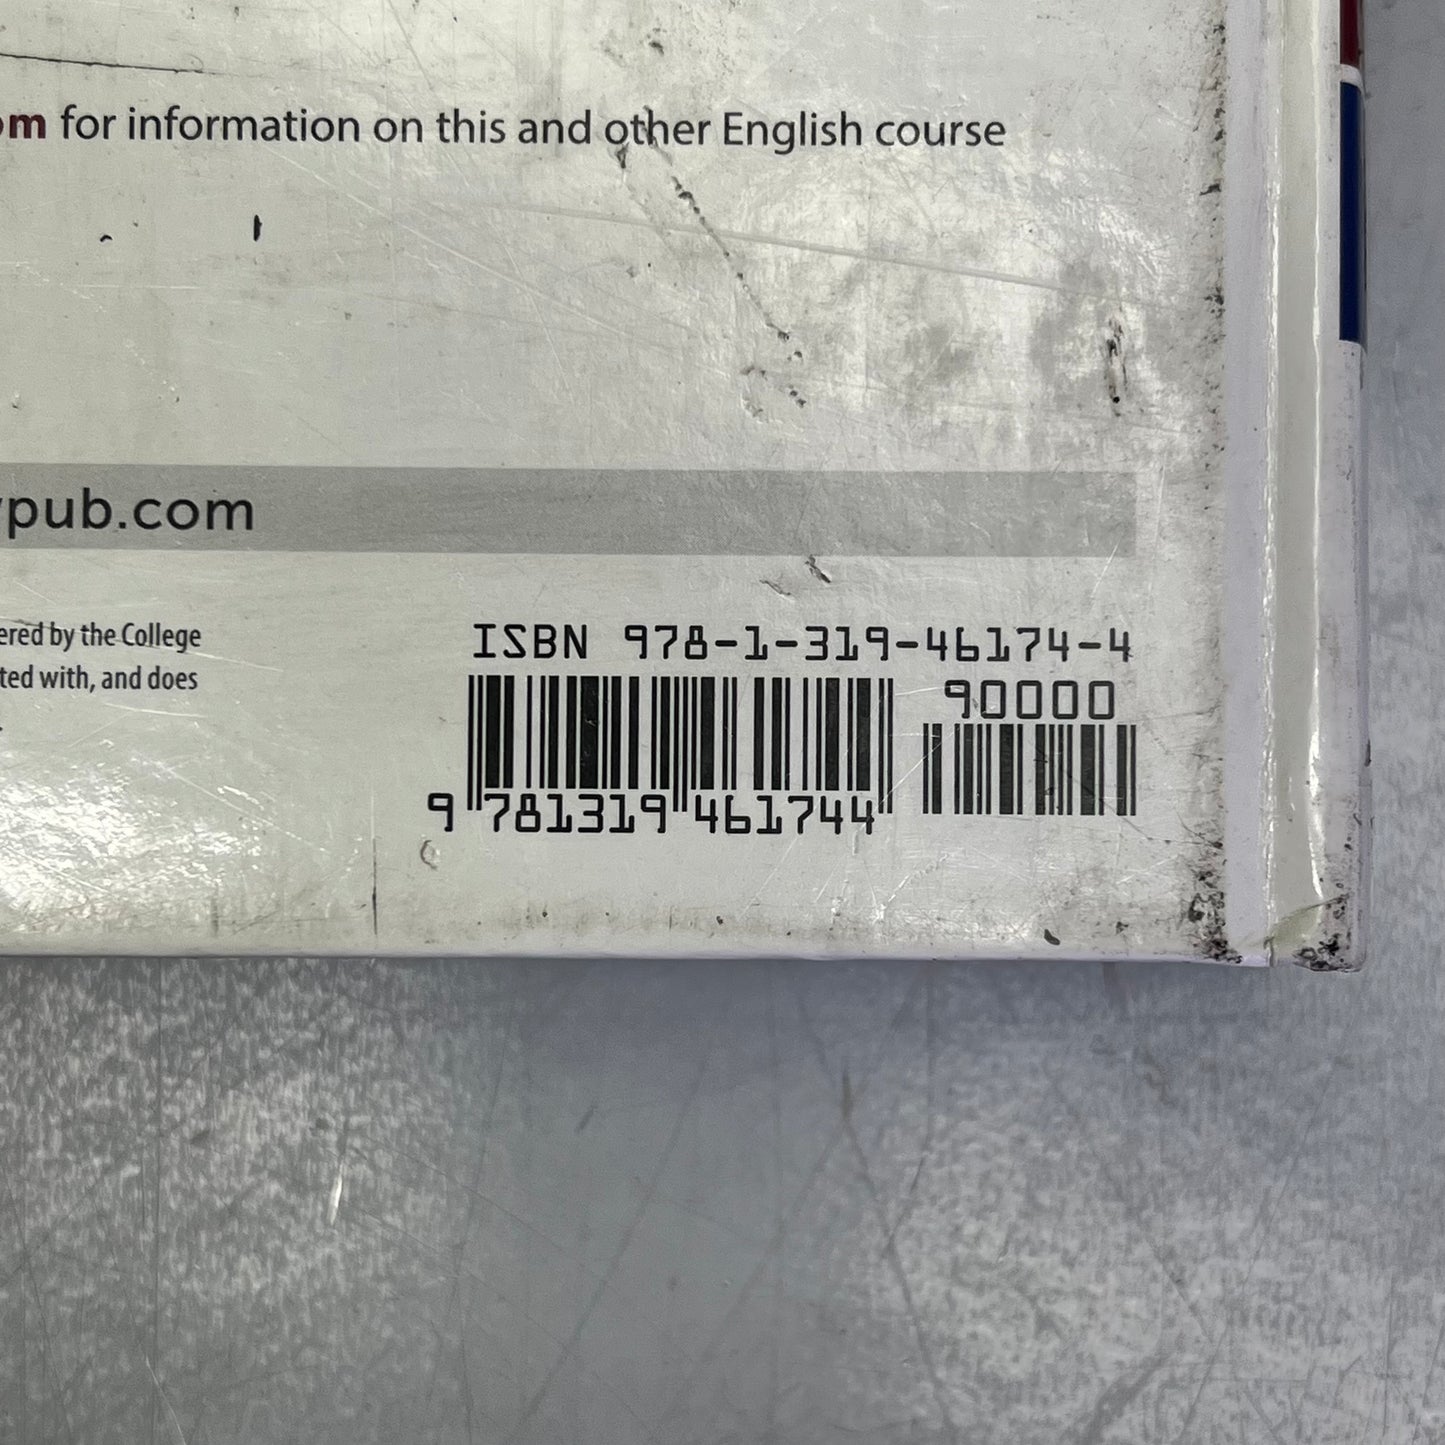 om for information on this and other English course
pub.com
ered by the College
ted with, and does
ISBN 978-1-319-46174-4
90000
9 781319 461744